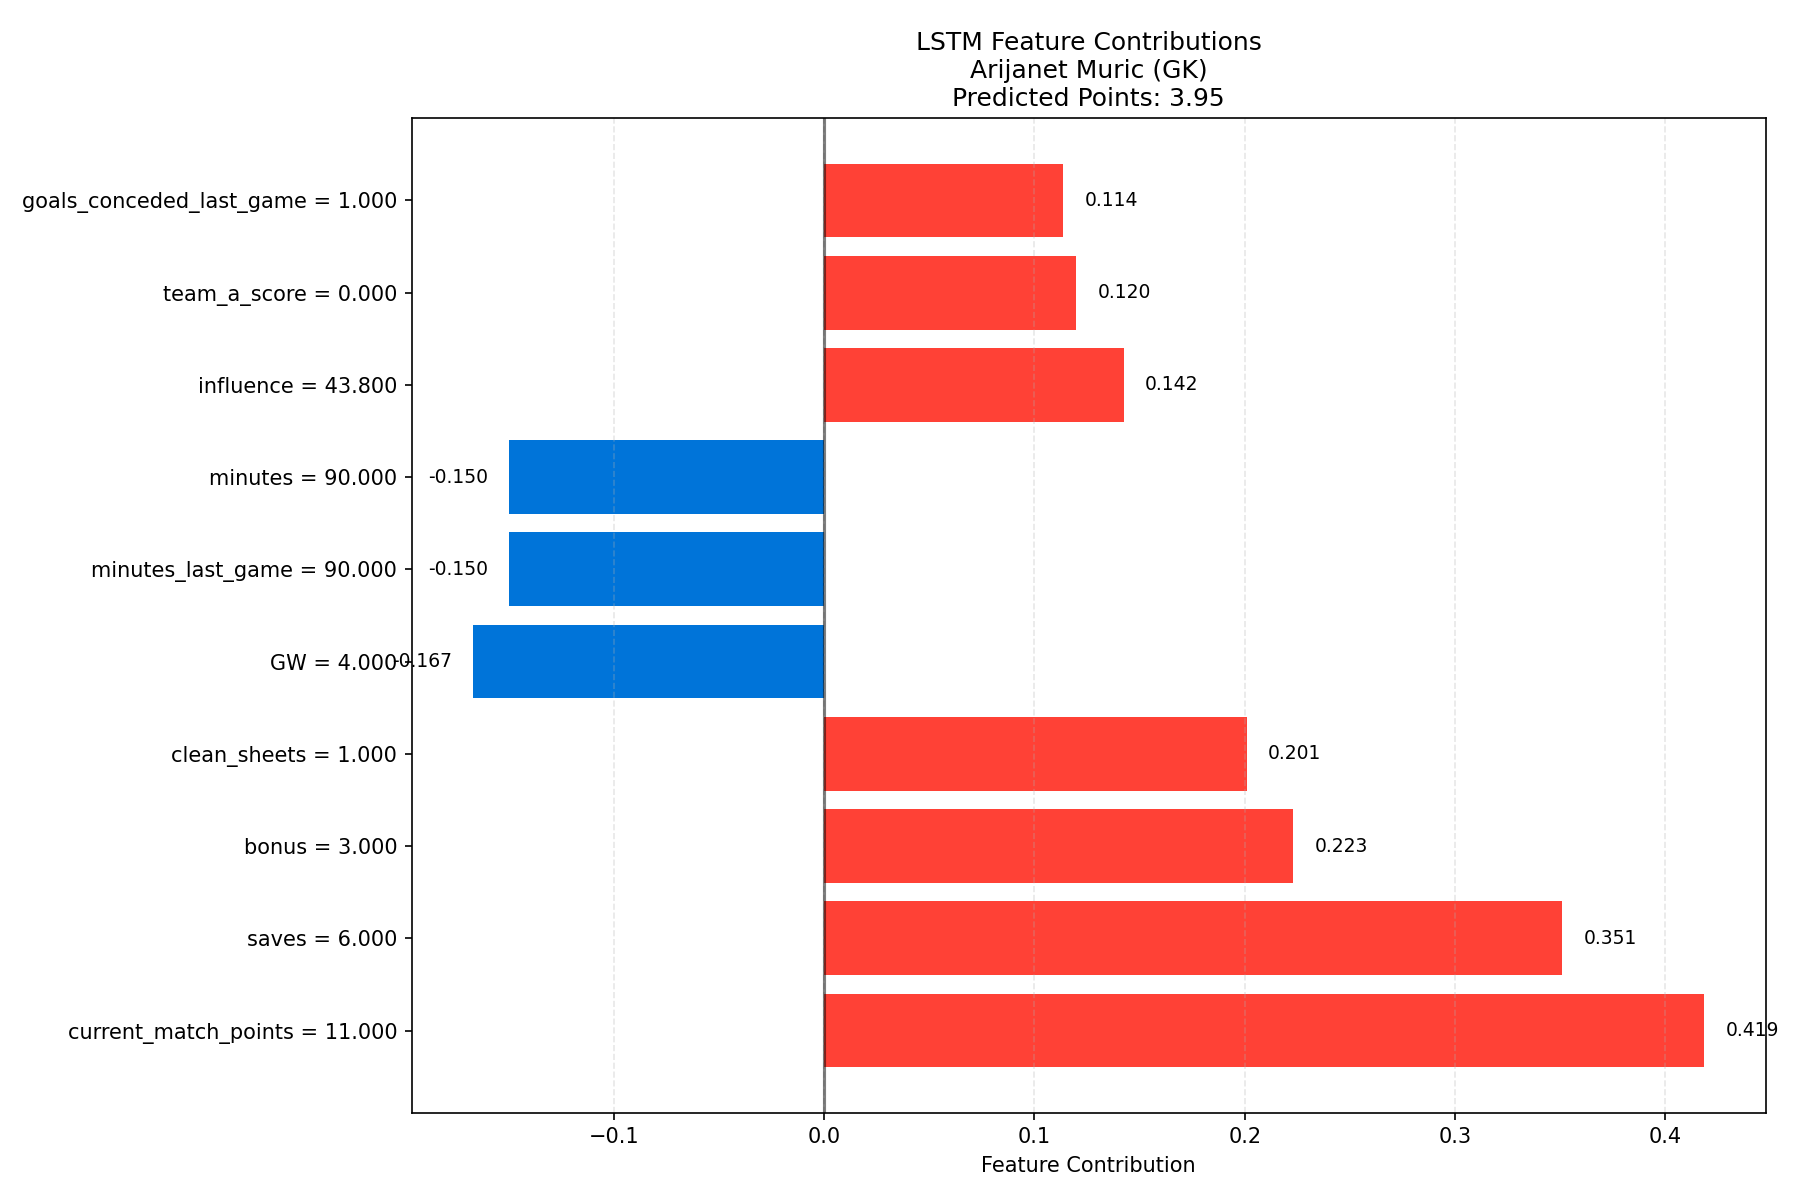 LSTM Feature Contributions
Arijanet Muric (GK)
Predicted Points: 3.95
goals_conceded_last_game = 1.000
0.114
team_a_score = 0.000
0.120
influence = 43.800
0.142
minutes = 90.000
-0.150
minutes_last_game = 90.000
-0.150
GW = 4.000
-0.167
clean_sheets = 1.000
0.201
bonus = 3.000
0.223
saves = 6.000
0.351
current_match_points = 11.000
0.419
−0.1 0.0 0.1 0.2 0.3 0.4
Feature Contribution